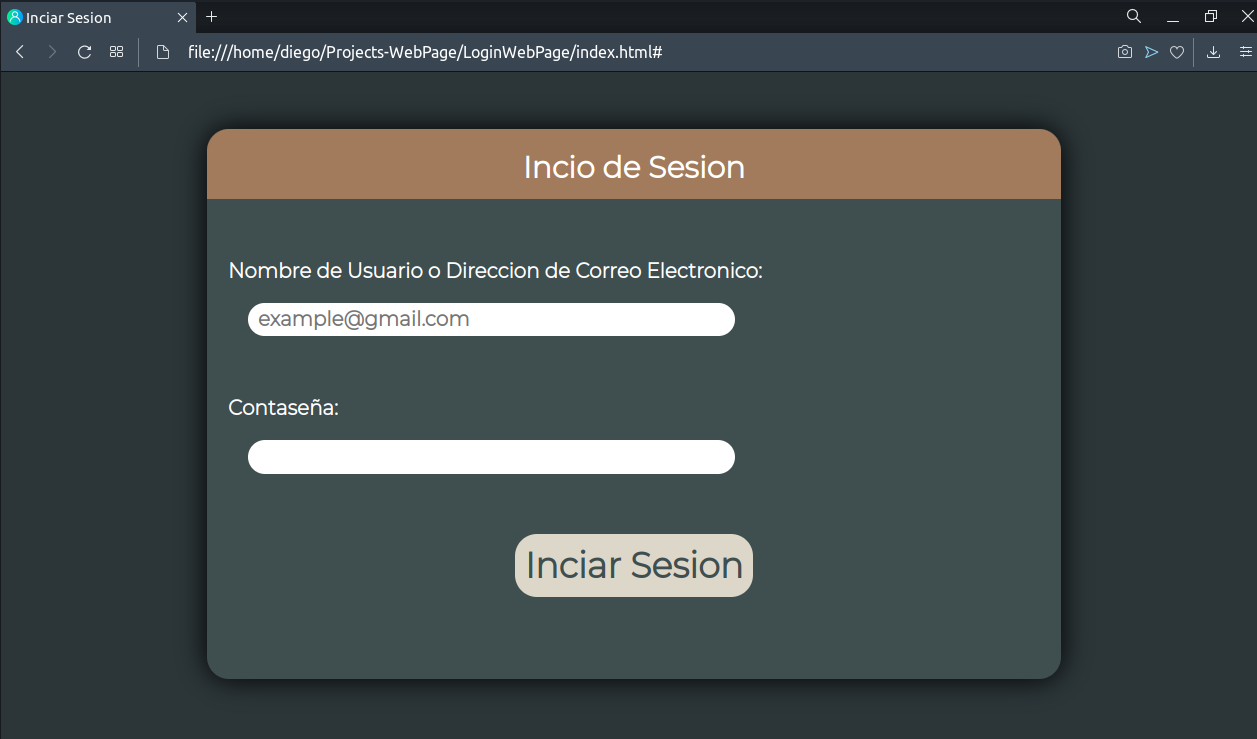 Inciar Sesion
file:///home/diego/Projects-WebPage/LoginWebPage/index.html#
Incio de Sesion
Nombre de Usuario o Direccion de Correo Electronico:
example@gmail.com
Contaseña:
Inciar Sesion